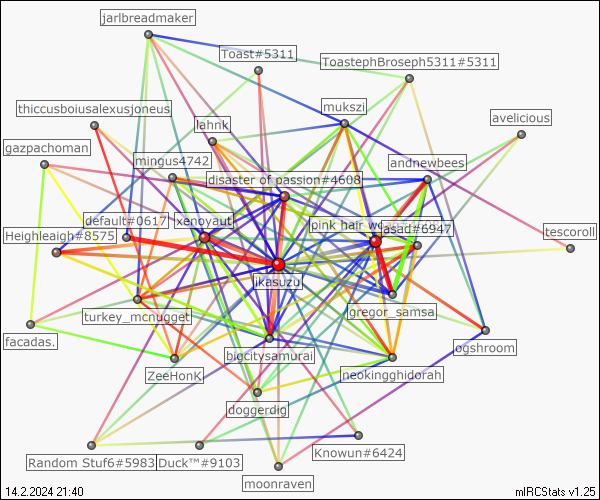 jarlbreadmaker
Toast#5311
ToastephBroseph5311#5311
thiccusboiusalexusjoneus
mukszi
avelicious
lahnk
gazpachoman
mingus4742
andnewbees
disaster of passion#4608
default#0617
xenoyaut
pink hair w
asad#6947
Heighleaigh#8575
tescoroll
ikasuzu
turkey_mcnugget
gregor_samsa
facadas.
bigcitysamurai
ogshroom
ZeeHonK
neokingghidorah
doggerdig
Random Stuf6#5983
Duck™#9103
Knowun#6424
moonraven
14.2.2024 21:40
mIRCStats v1.25